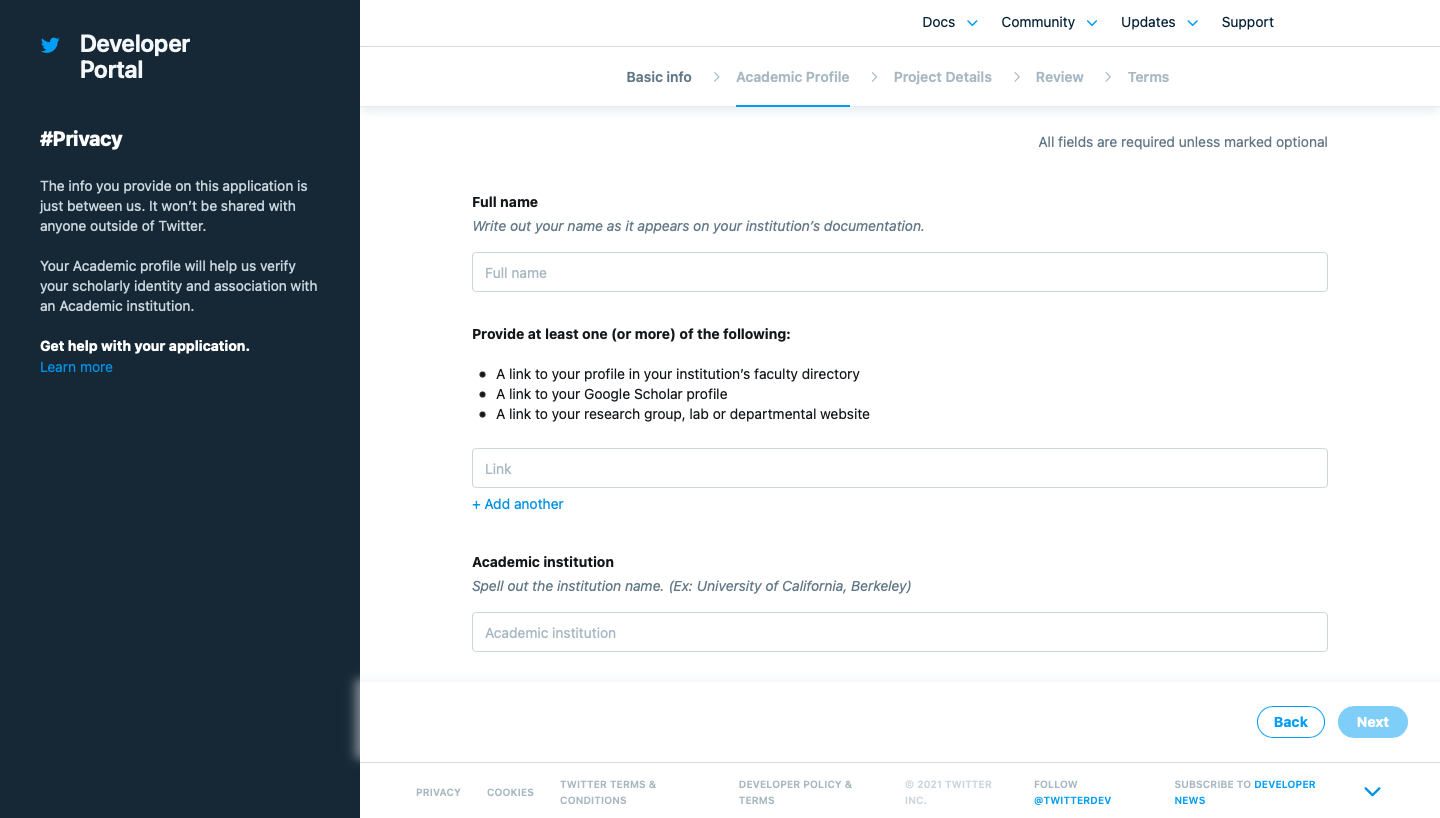 Developer
Portal
#Privacy
The info you provide on this application is
just between us. It won’t be shared with
anyone outside of Twitter.
Your Academic profile will help us verify
your scholarly identity and association with
an Academic institution.
Get help with your application.
Learn more
Docs Community Updates Support
Basic info Academic Profile Project Details Review Terms
All fields are required unless marked optional
Full name
Write out your name as it appears on your institution’s documentation.
Full name
Provide at least one (or more) of the following:
A link to your profile in your institution’s faculty directory
A link to your Google Scholar profile
A link to your research group, lab or departmental website
Link
+ Add another
Academic institution
Spell out the institution name. (Ex: University of California, Berkeley)
Academic institution
Back Next
PRIVACY
COOKIES
TWITTER TERMS &
CONDITIONS
DEVELOPER POLICY &
TERMS
© 2021 TWITTER
INC.
FOLLOW
@TWITTERDEV
SUBSCRIBE TO DEVELOPER
NEWS